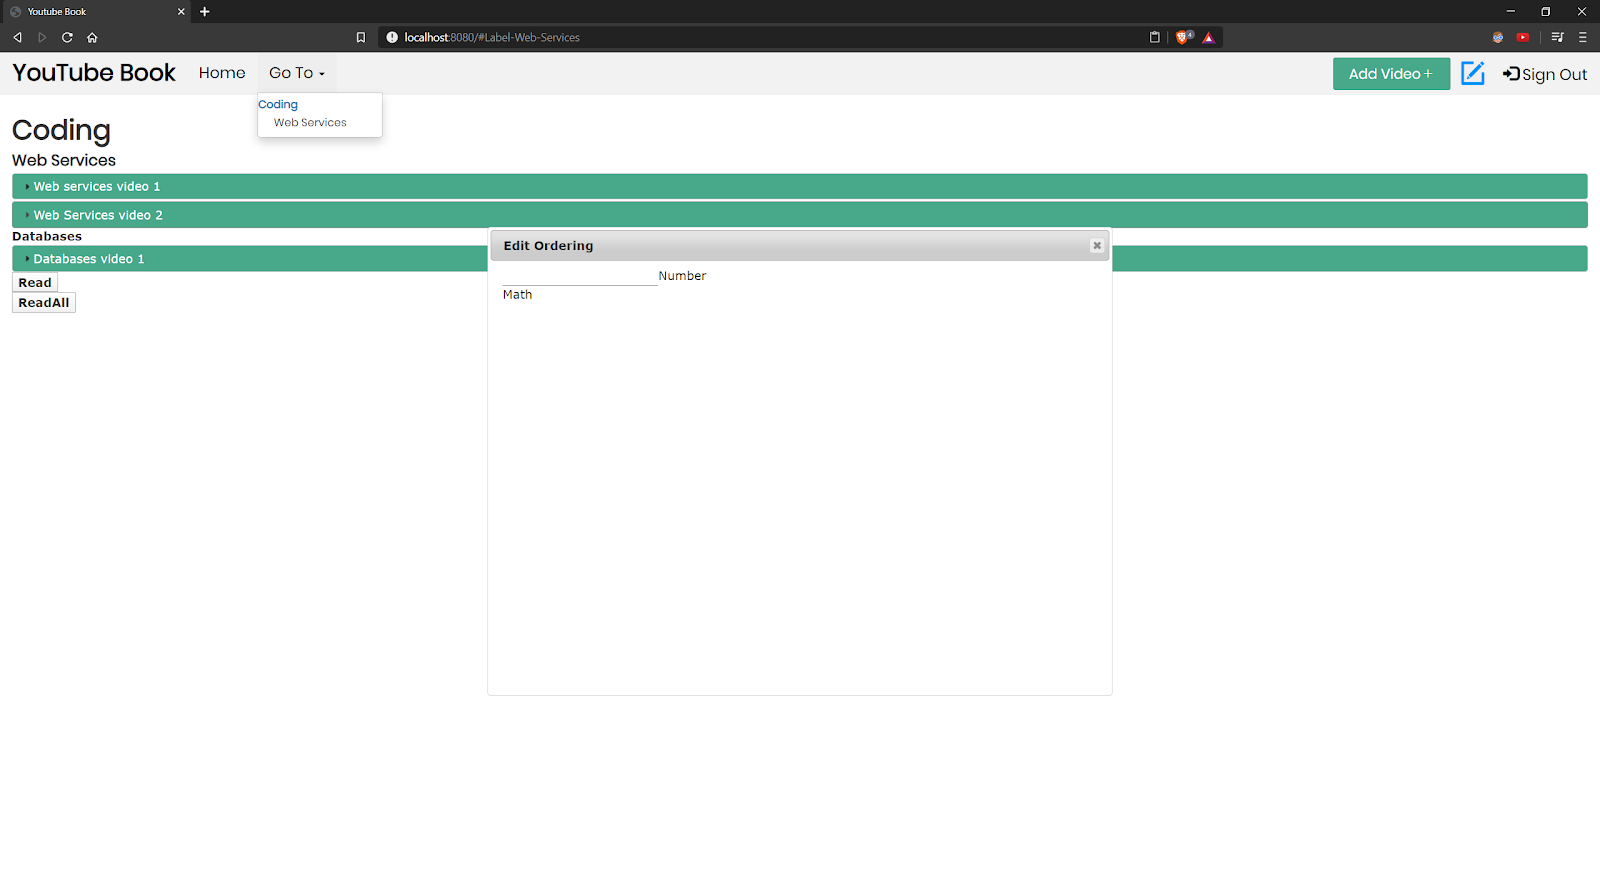 Youtube Book
localhost:8080/#Label-Web-Services
4
YouTube Book Home Go To Add Video+ Sign Out
Coding
Web Services
Coding
Web Services
Web services video 1
Web Services video 2
Databases
Databases video 1
Read
ReadAll
Edit Ordering
Number
Math